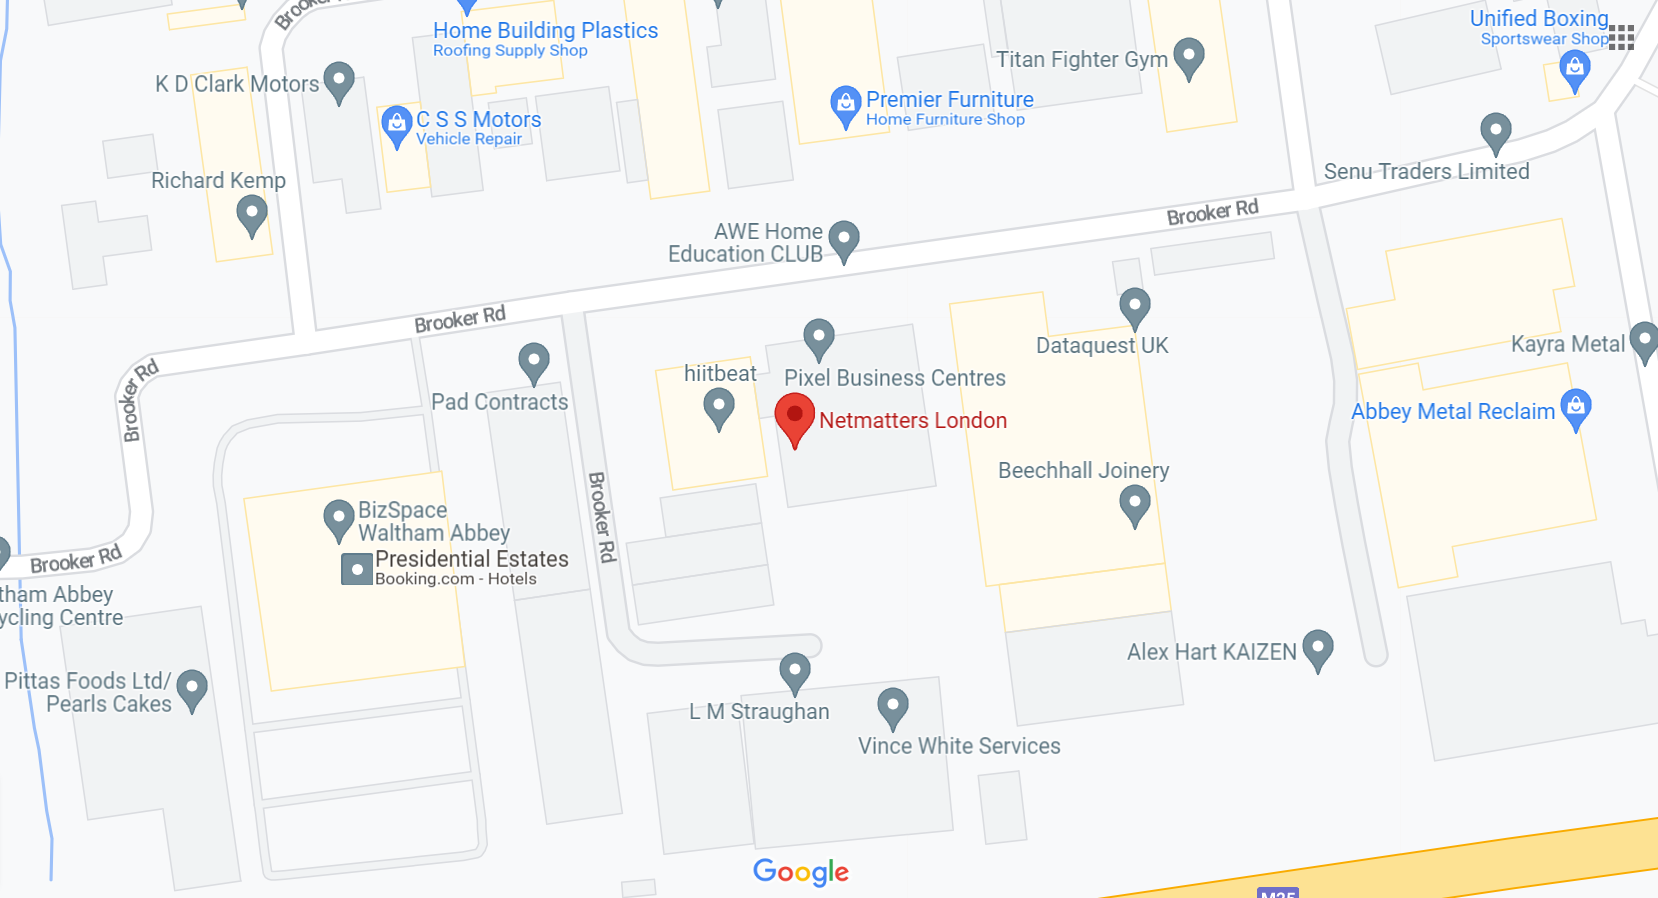 Brooker
Home Building Plastics
Roofing Supply Shop
Unified Boxing
Sportswear Shop
K D Clark Motors
Titan Fighter Gym
C S S Motors
Vehicle Repair
Premier Furniture
Home Furniture Shop
Richard Kemp
Senu Traders Limited
AWE Home
Education CLUB
Brooker Rd
Brooker Rd
Dataquest UK
Kayra Metal
Brooker Rd
hiitbeat
Pixel Business Centres
Pad Contracts
Netmatters London
Abbey Metal Reclaim
Beechhall Joinery
BizSpace
Waltham Abbey
Brooker Rd
Presidential Estates
Booking.com - Hotels
Brooker Rd
tham Abbey
ycling Centre
Alex Hart KAIZEN
Pittas Foods Ltd/
Pearls Cakes
L M Straughan
Vince White Services
Google
M25